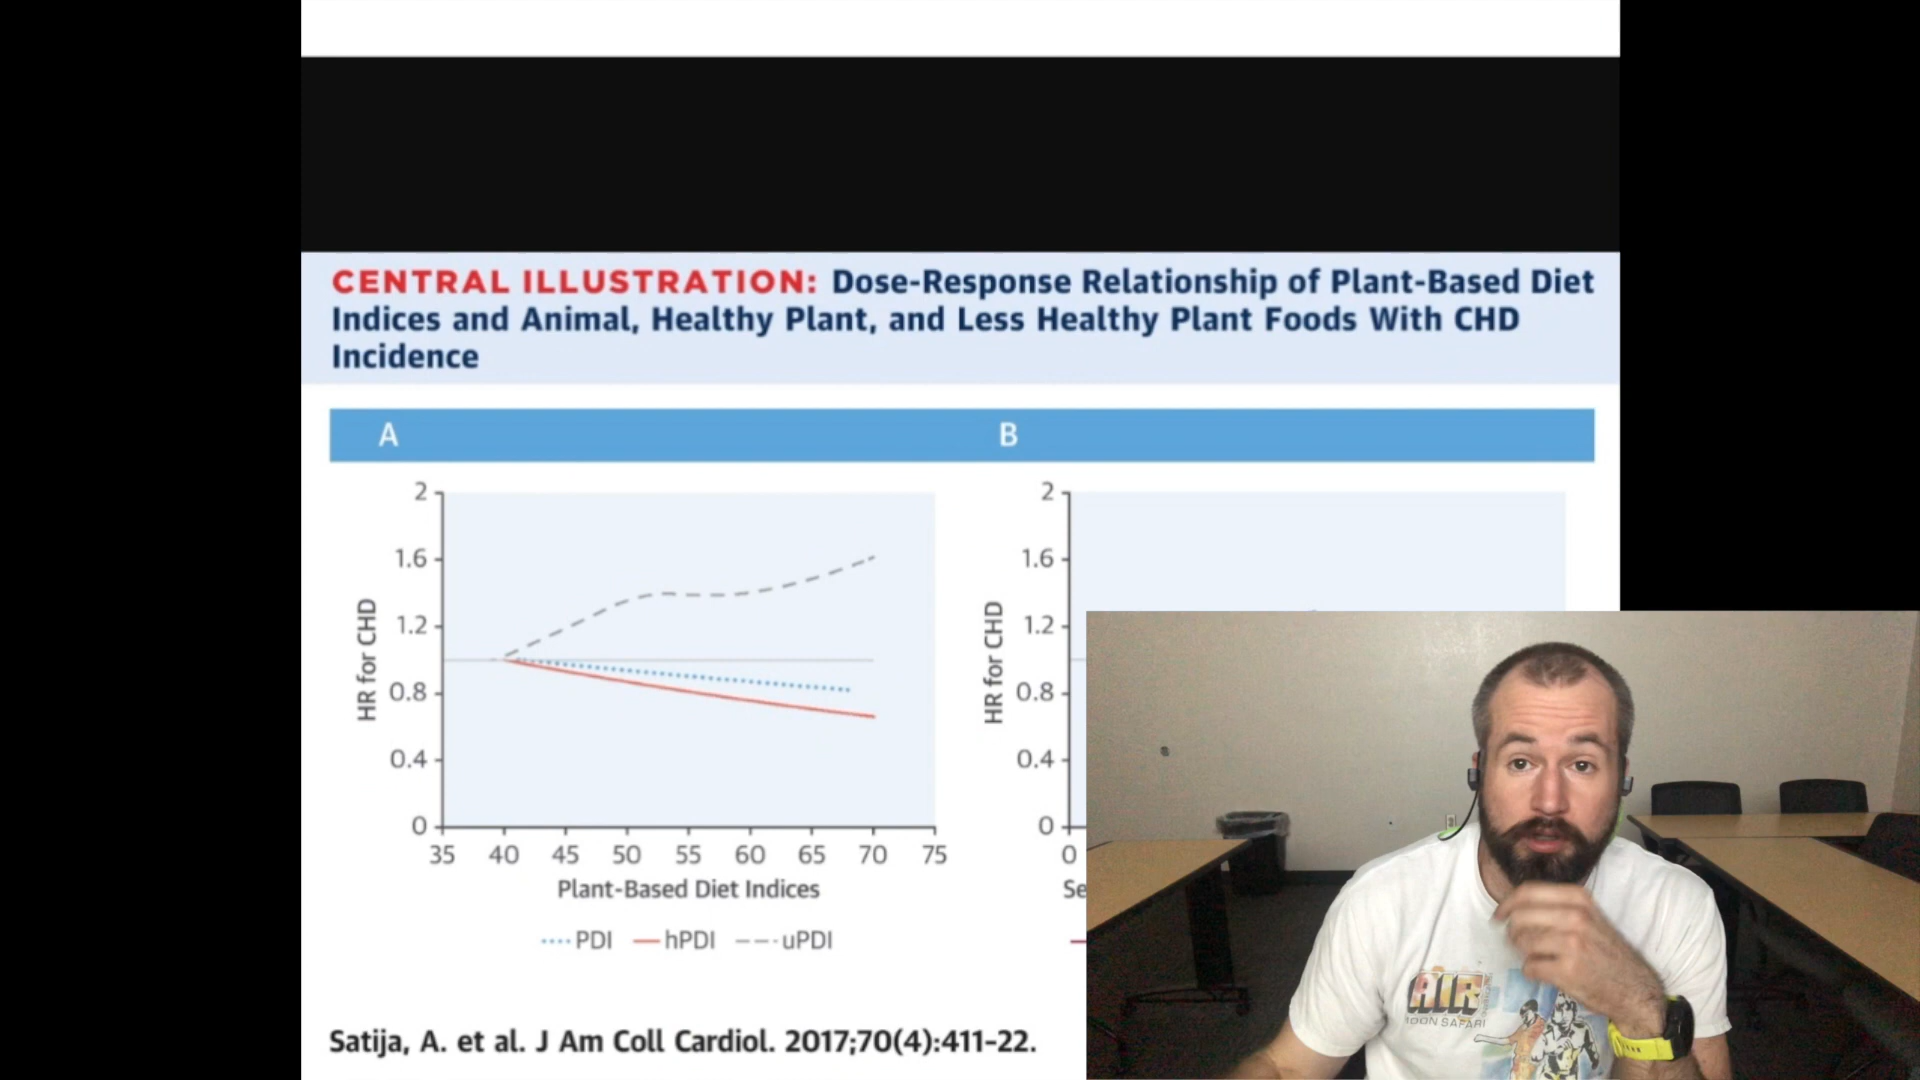 CENTRAL ILLUSTRATION: Dose-Response Relationship of Plant-Based Diet
Indices and Animal, Healthy Plant, and Less Healthy Plant Foods With CHD
Incidence
A
B
2
1.6
1.2
0.8
0.4
0
HR for CHD
35 40 45 50 55 60 65 70 75
Plant-Based Diet Indices
PDI hPDI uPDI
2
1.6
1.2
0.8
0.4
0
HR for CHD
0
Se
Satija, A. et al. J Am Coll Cardiol. 2017;70(4):411-22.
AIR
MOON SAFARI